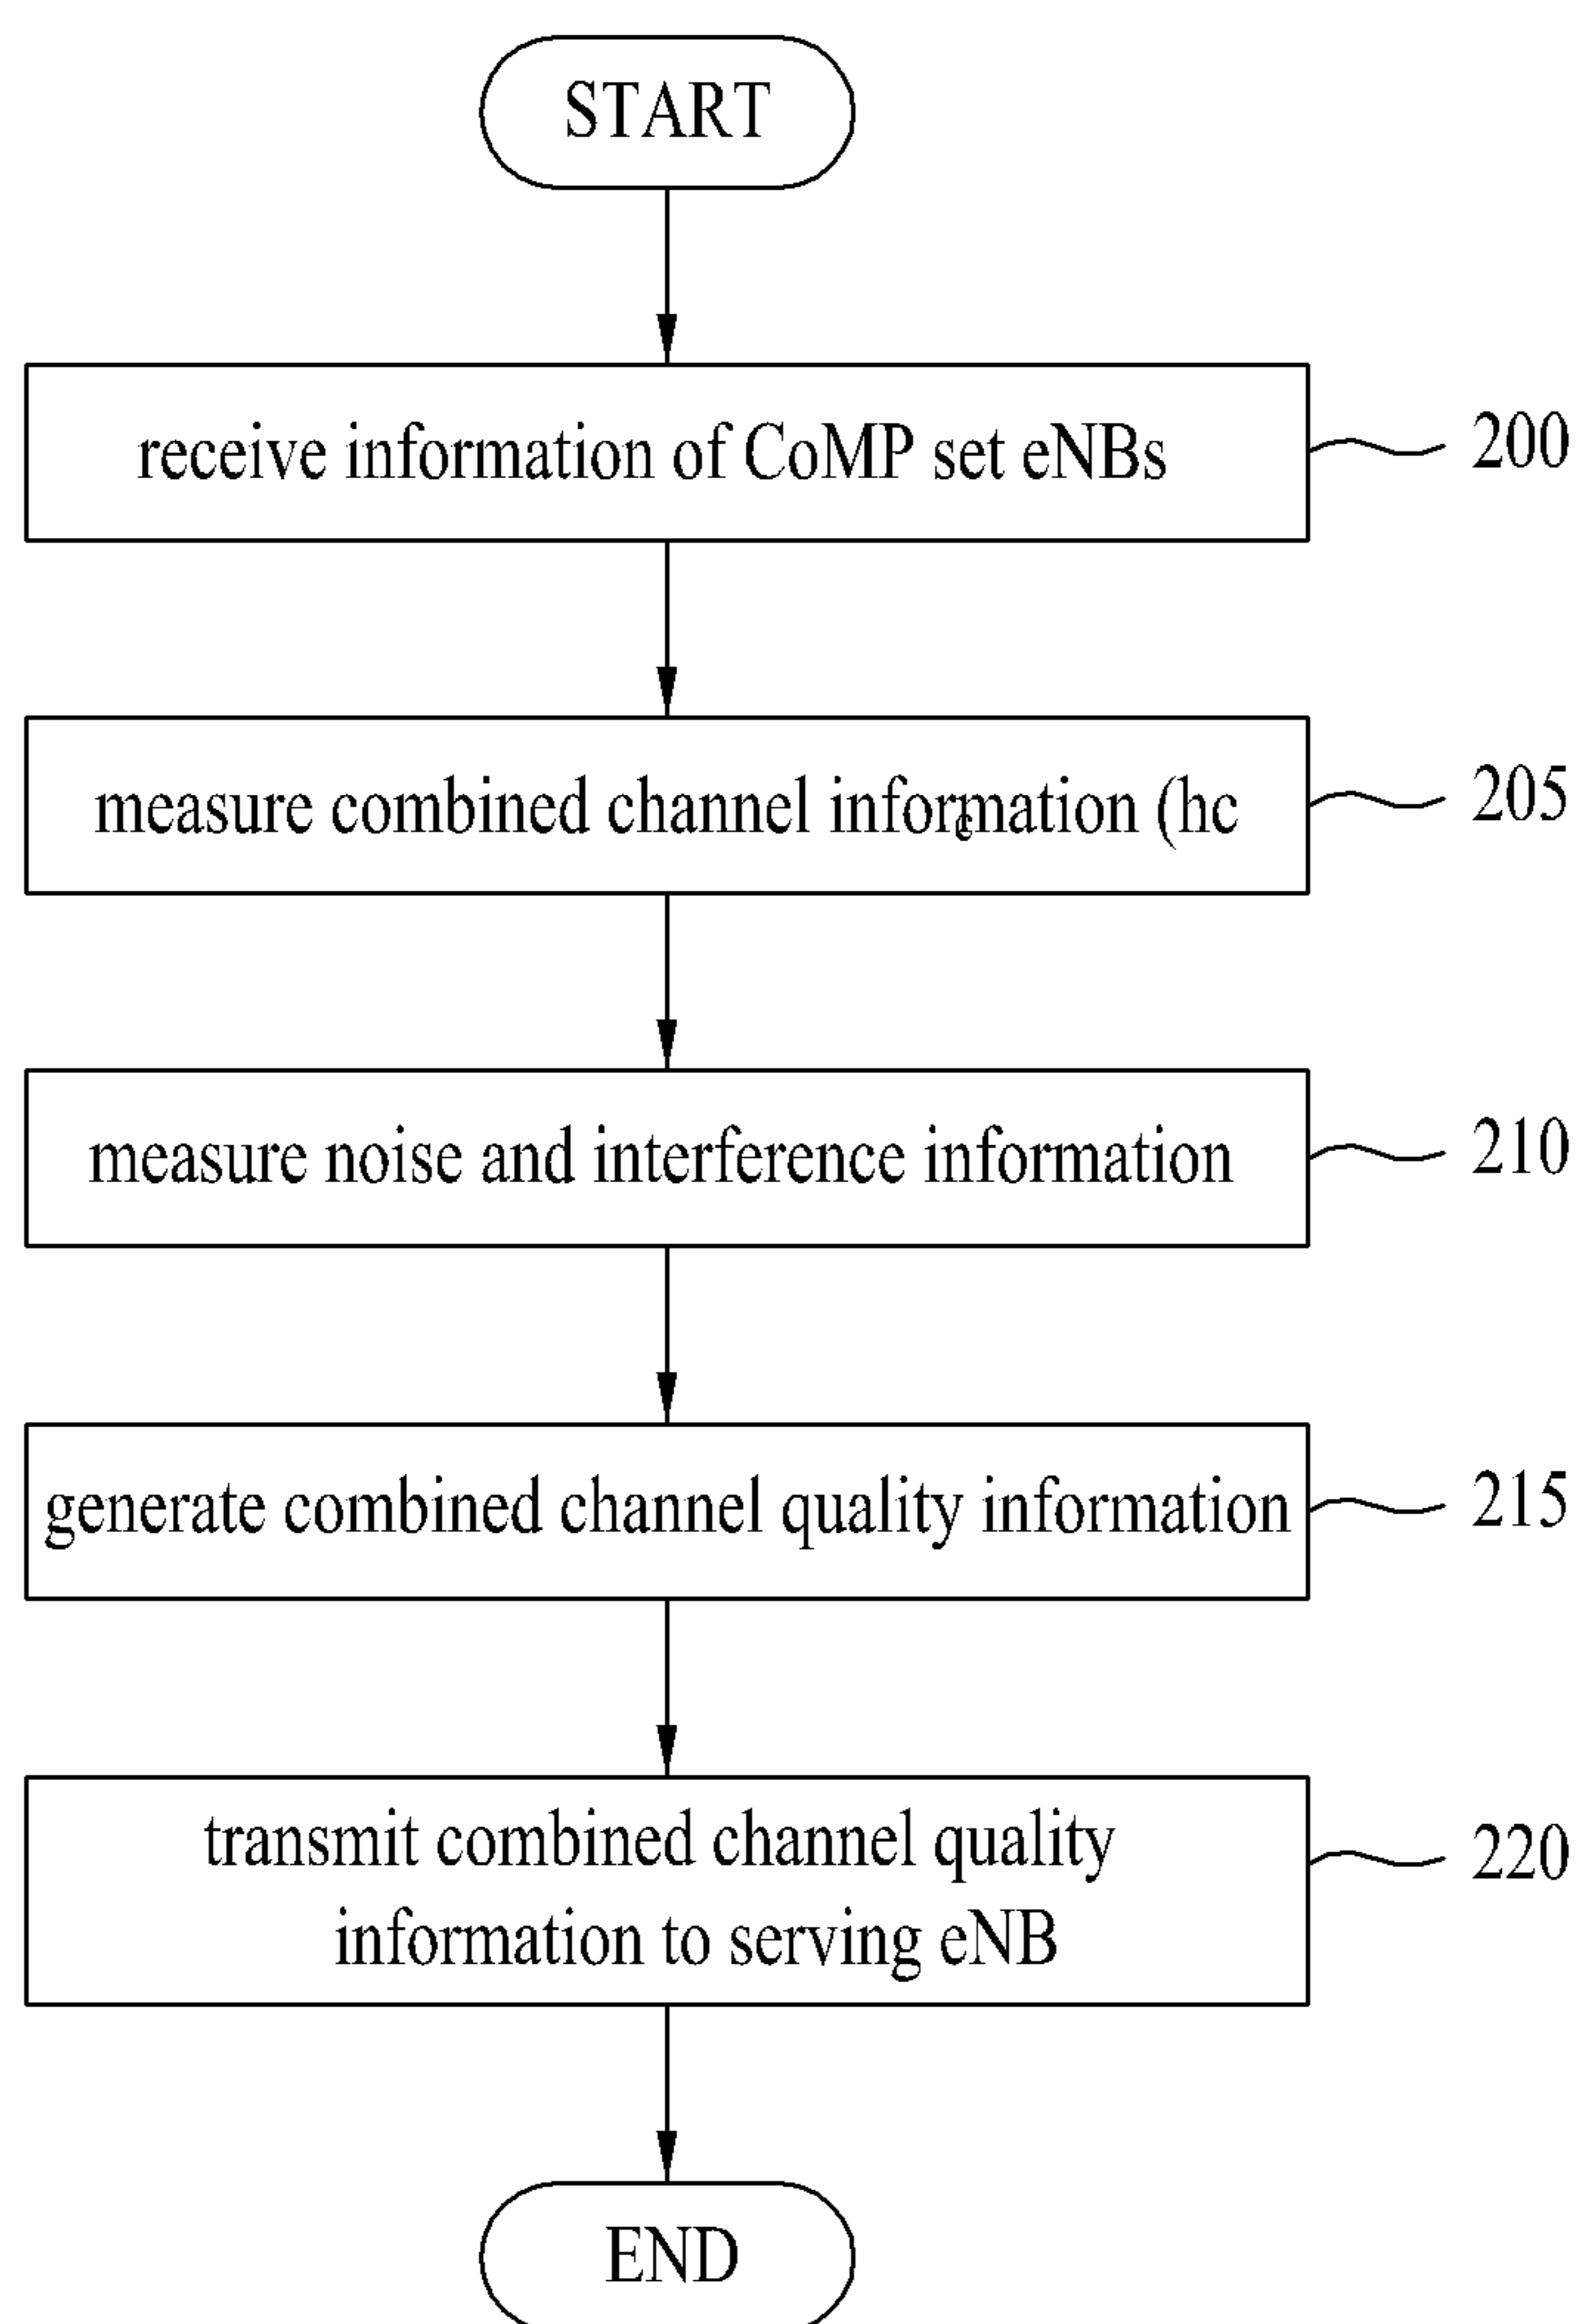 START
receive information of CoMP set eNBs
200
measure combined channel information (hc
c
205
measure noise and interference information
210
generate combined channel quality information
215
transmit combined channel quality
information to serving eNB
220
END